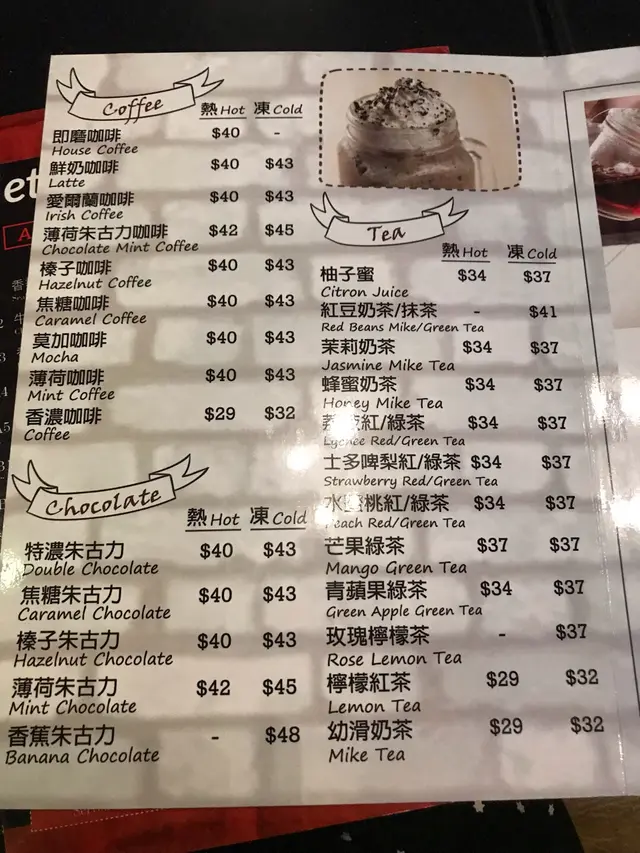 Coffee
熱 Hot 凍 Cold
即磨咖啡 $40 -
House Coffee
鮮奶咖啡 $40 $43
Latte
愛爾蘭咖啡 $40 $43
Irish Coffee
薄荷朱古力咖啡 $42 $45
Chocolate Mint Coffee
榛子咖啡 $40 $43
Hazelnut Coffee
焦糖咖啡 $40 $43
Caramel Coffee
莫加咖啡 $40 $43
Mocha
薄荷咖啡 $40 $43
Mint Coffee
香濃咖啡 $29 $32
Coffee
Chocolate
熱 Hot 凍 Cold
特濃朱古力 $40 $43
Double Chocolate
焦糖朱古力 $40 $43
Caramel Chocolate
榛子朱古力 $40 $43
Hazelnut Chocolate
薄荷朱古力 $42 $45
Mint Chocolate
香蕉朱古力 - $48
Banana Chocolate
Tea
熱 Hot 凍 Cold
柚子蜜 $34 $37
Citron Juice
紅豆奶茶/抹茶 - $41
Red Beans Mike/Green Tea
茉莉奶茶 $34 $37
Jasmine Mike Tea
蜂蜜奶茶 $34 $37
Honey Mike Tea
紅/綠茶 $34 $37
Lychee Red/Green Tea
士多啤梨紅/綠茶 $34 $37
Strawberry Red/Green Tea
水蜜桃紅/綠茶 $34 $37
Peach Red/Green Tea
芒果綠茶 $37 $37
Mango Green Tea
青蘋果綠茶 $34 $37
Green Apple Green Tea
玫瑰檸檬茶 - $37
Rose Lemon Tea
檸檬紅茶 $29 $32
Lemon Tea
幼滑奶茶 $29 $32
Mike Tea
et